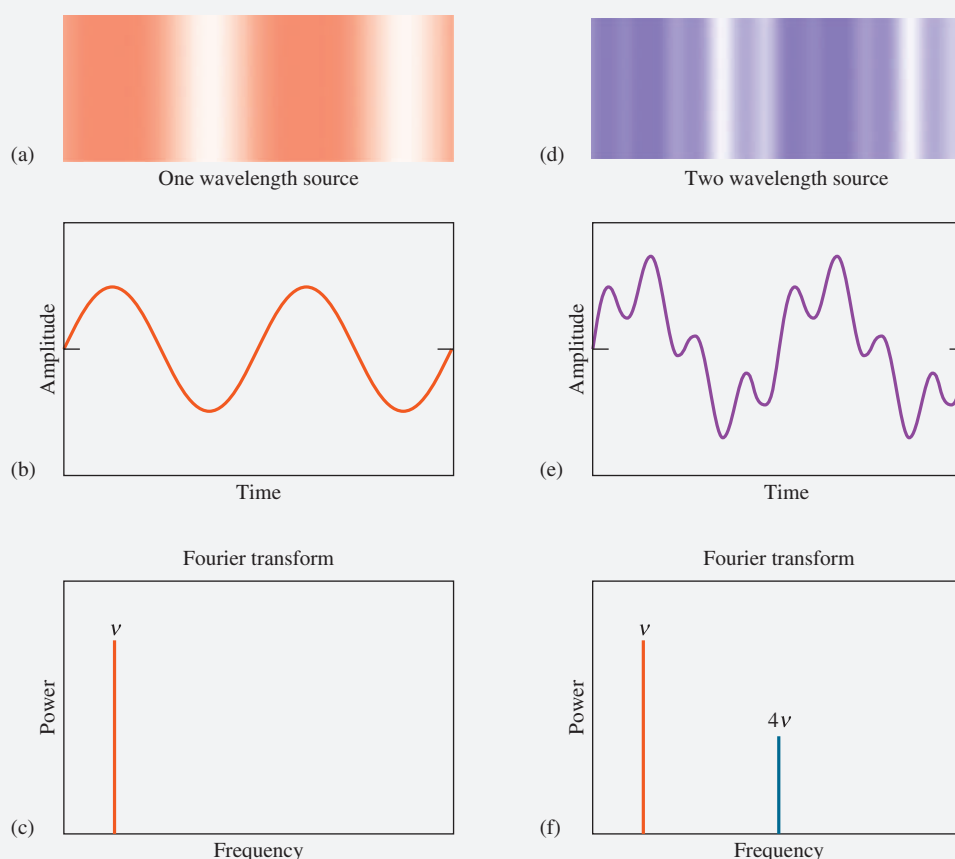 (a)
One wavelength source
Amplitude
(b)
Time
Fourier transform
ν
Power
(c)
Frequency
(d)
Two wavelength source
Amplitude
(e)
Time
Fourier transform
ν
4ν
Power
(f)
Frequency